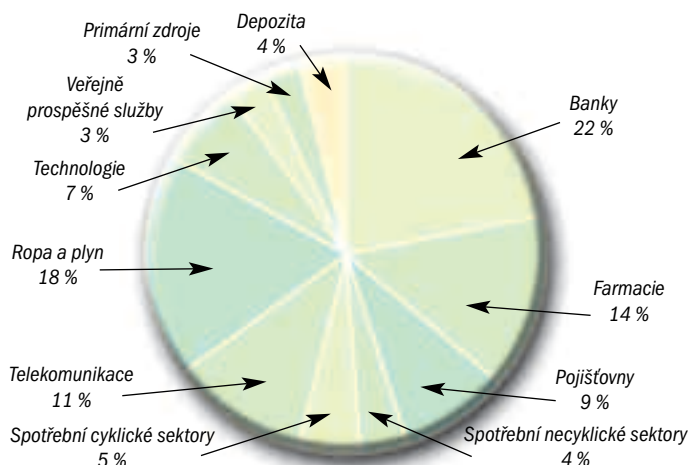 Depozita
4 %
Primární zdroje
3 %
Veřejně
prospěšné služby
3 %
Technologie
7 %
Ropa a plyn
18 %
Telekomunikace
11 %
Spotřební cyklické sektory
5 %
Banky
22 %
Farmacie
14 %
Pojišťovny
9 %
Spotřební necyklické sektory
4 %